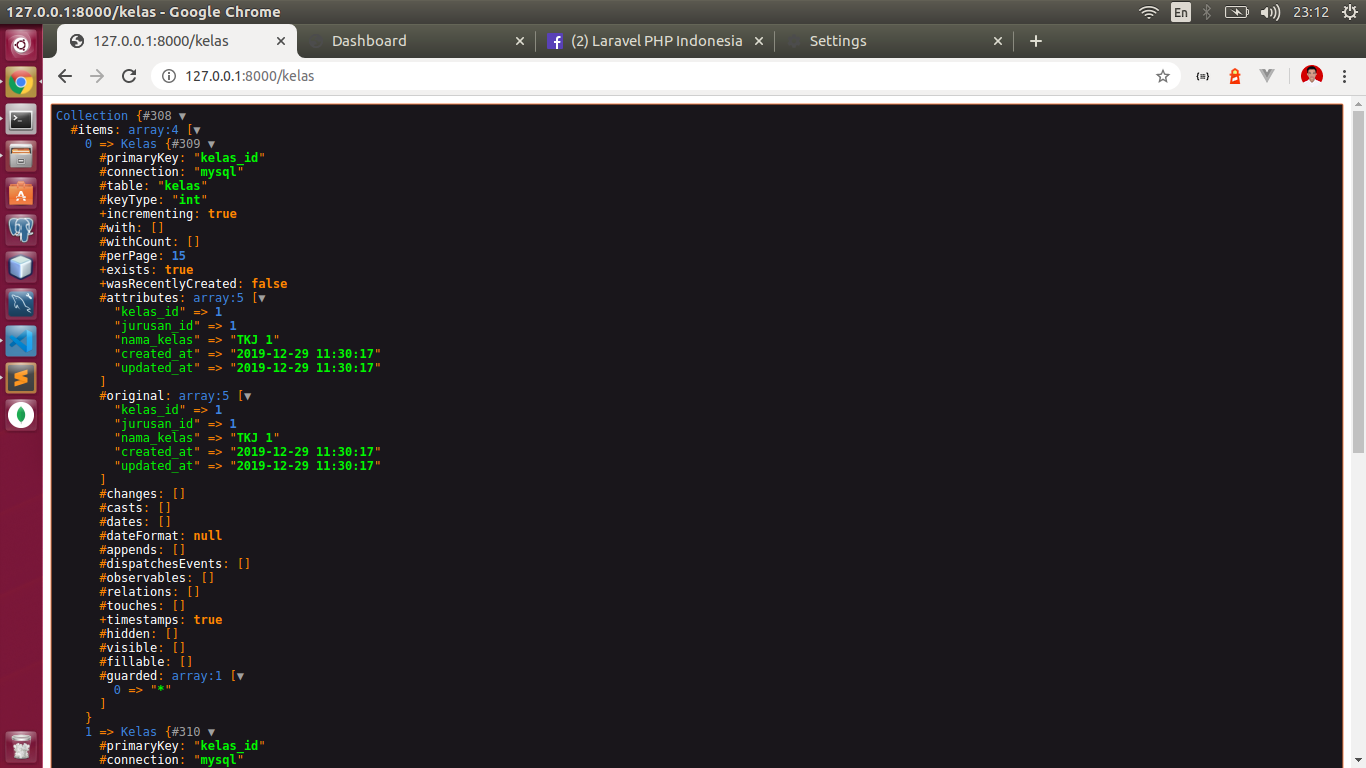 127.0.0.1:8000/kelas - Google Chrome
En
23:12
127.0.0.1:8000/kelas
Dashboard
(2) Laravel PHP Indonesia
Settings
127.0.0.1:8000/kelas
Collection {#308 ▼
#items: array:4 [▼
0 => Kelas {#309 ▼
#primaryKey: "kelas_id"
#connection: "mysql"
#table: "kelas"
#keyType: "int"
+incrementing: true
#with: []
#withCount: []
#perPage: 15
+exists: true
+wasRecentlyCreated: false
#attributes: array:5 [▼
"kelas_id" => 1
"jurusan_id" => 1
"nama_kelas" => "TKJ 1"
"created_at" => "2019-12-29 11:30:17"
"updated_at" => "2019-12-29 11:30:17"
]
#original: array:5 [▼
"kelas_id" => 1
"jurusan_id" => 1
"nama_kelas" => "TKJ 1"
"created_at" => "2019-12-29 11:30:17"
"updated_at" => "2019-12-29 11:30:17"
]
#changes: []
#casts: []
#dates: []
#dateFormat: null
#appends: []
#dispatchesEvents: []
#observables: []
#relations: []
#touches: []
+timestamps: true
#hidden: []
#visible: []
#fillable: []
#guarded: array:1 [▼
0 => "*"
]
}
1 => Kelas {#310 ▼
#primaryKey: "kelas_id"
#connection: "mysql"